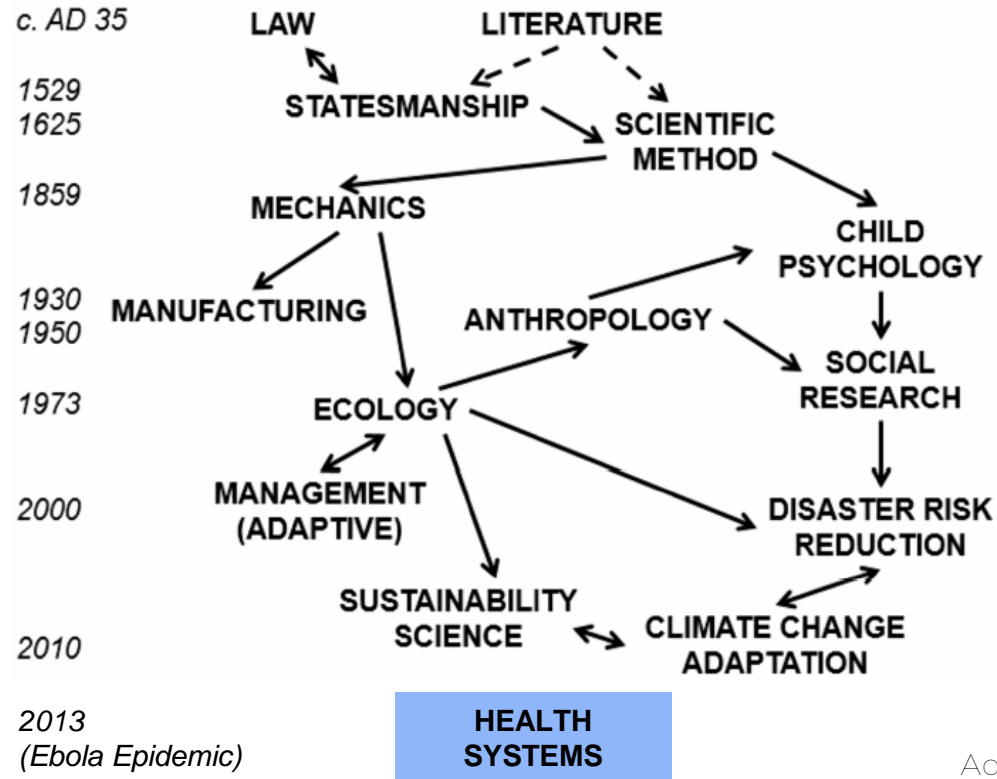 c. AD 35
LAW
LITERATURE
1529
STATESMANSHIP
1625
SCIENTIFIC
METHOD
1859
MECHANICS
CHILD
PSYCHOLOGY
1930
MANUFACTURING
ANTHROPOLOGY
1950
SOCIAL
RESEARCH
1973
ECOLOGY
MANAGEMENT
(ADAPTIVE)
2000
DISASTER RISK
REDUCTION
SUSTAINABILITY
SCIENCE
CLIMATE CHANGE
ADAPTATION
2010
2013
(Ebola Epidemic)
HEALTH
SYSTEMS